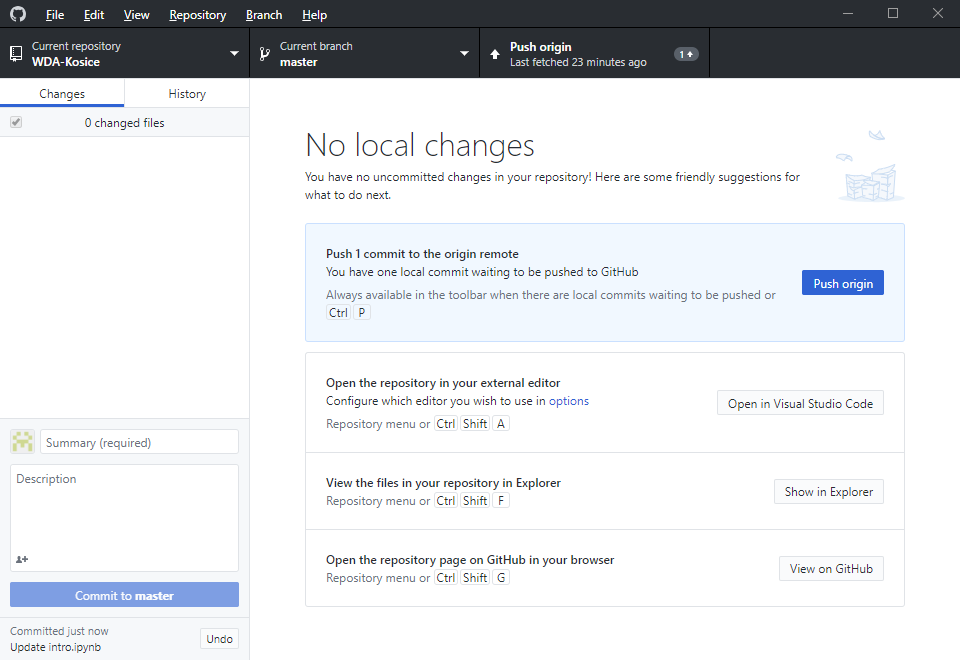 File Edit View Repository Branch Help
Current repository
WDA-Kosice
Current branch
master
Push origin
Last fetched 23 minutes ago
1
Changes History
0 changed files
No local changes
You have no uncommitted changes in your repository! Here are some friendly suggestions for
what to do next.
Push 1 commit to the origin remote
You have one local commit waiting to be pushed to GitHub
Always available in the toolbar when there are local commits waiting to be pushed or
Ctrl P
Push origin
Open the repository in your external editor
Configure which editor you wish to use in options
Repository menu or Ctrl Shift A
Open in Visual Studio Code
View the files in your repository in Explorer
Repository menu or Ctrl Shift F
Show in Explorer
Open the repository page on GitHub in your browser
Repository menu or Ctrl Shift G
View on GitHub
Summary (required)
Description
Commit to master
Committed just now
Update intro.ipynb
Undo